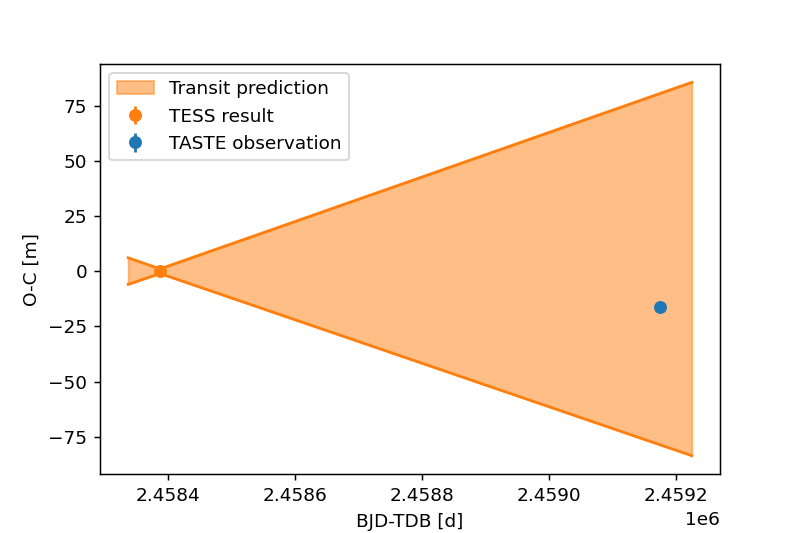 Transit prediction
TESS result
TASTE observation
75
50
25
0
−25
−50
−75
O-C [m]
2.4584 2.4586 2.4588 2.4590 2.4592
1e6
BJD-TDB [d]